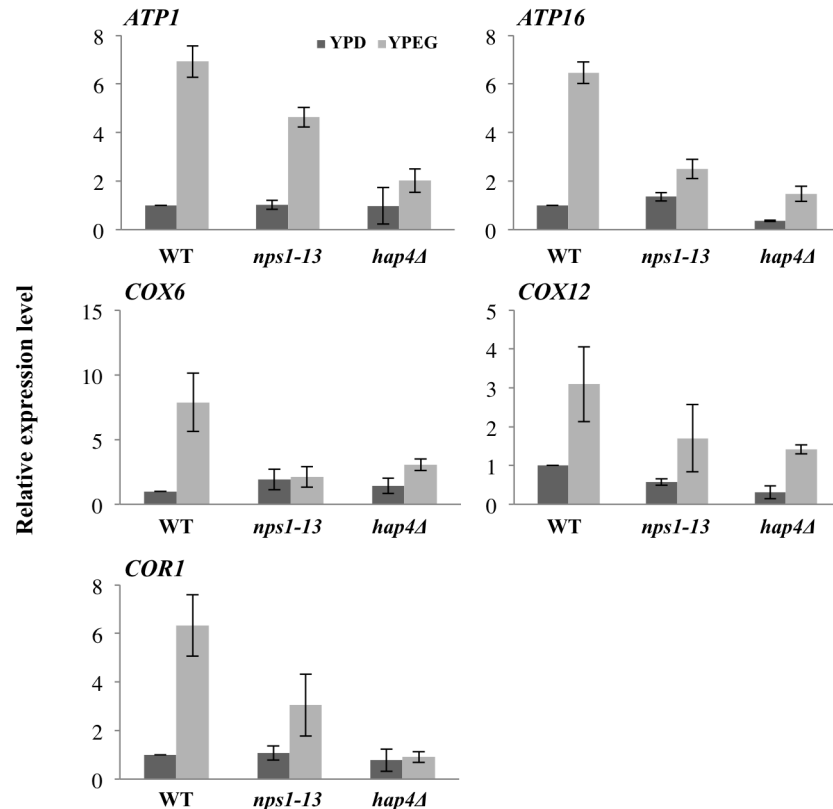 ATP1
8
6
4
2
0
YPD YPEG
WT nps1-13 hap4Δ
ATP16
8
6
4
2
0
WT nps1-13 hap4Δ
Relative expression level
COX6
15
10
5
0
WT nps1-13 hap4Δ
COX12
5
4
3
2
1
0
WT nps1-13 hap4Δ
COR1
8
6
4
2
0
WT nps1-13 hap4Δ